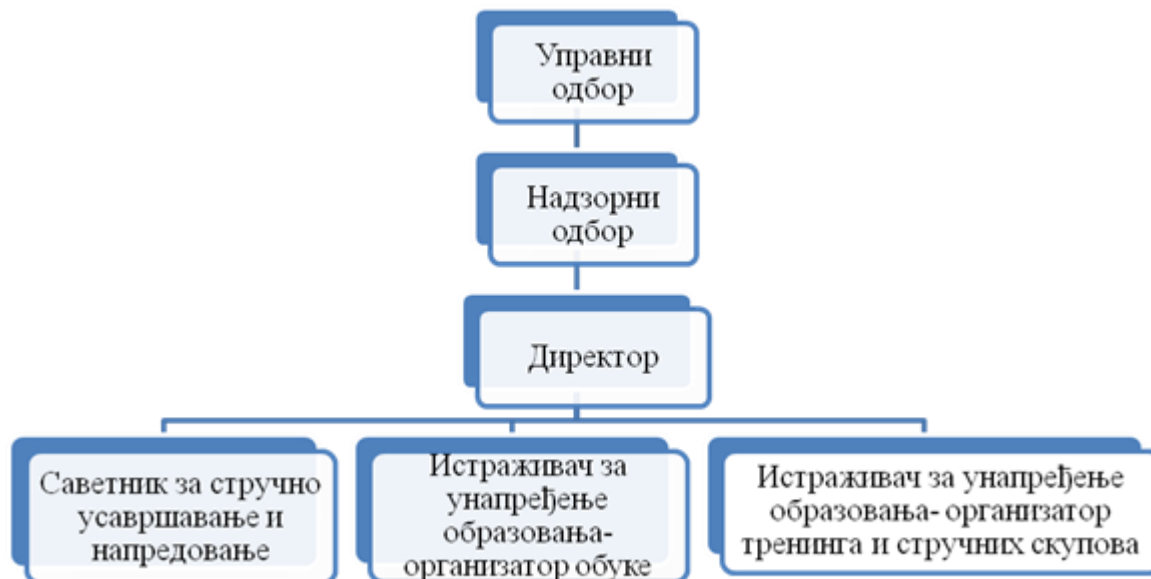 Управни
одбор
Надзорни
одбор
Директор
Саветник за стручно
усавршавање и
напредовање
Истраживач за
унапређење
образовања-
организатор обуке
Истраживач за унапређење
образовања- организатор
тренинга и стручних скупова